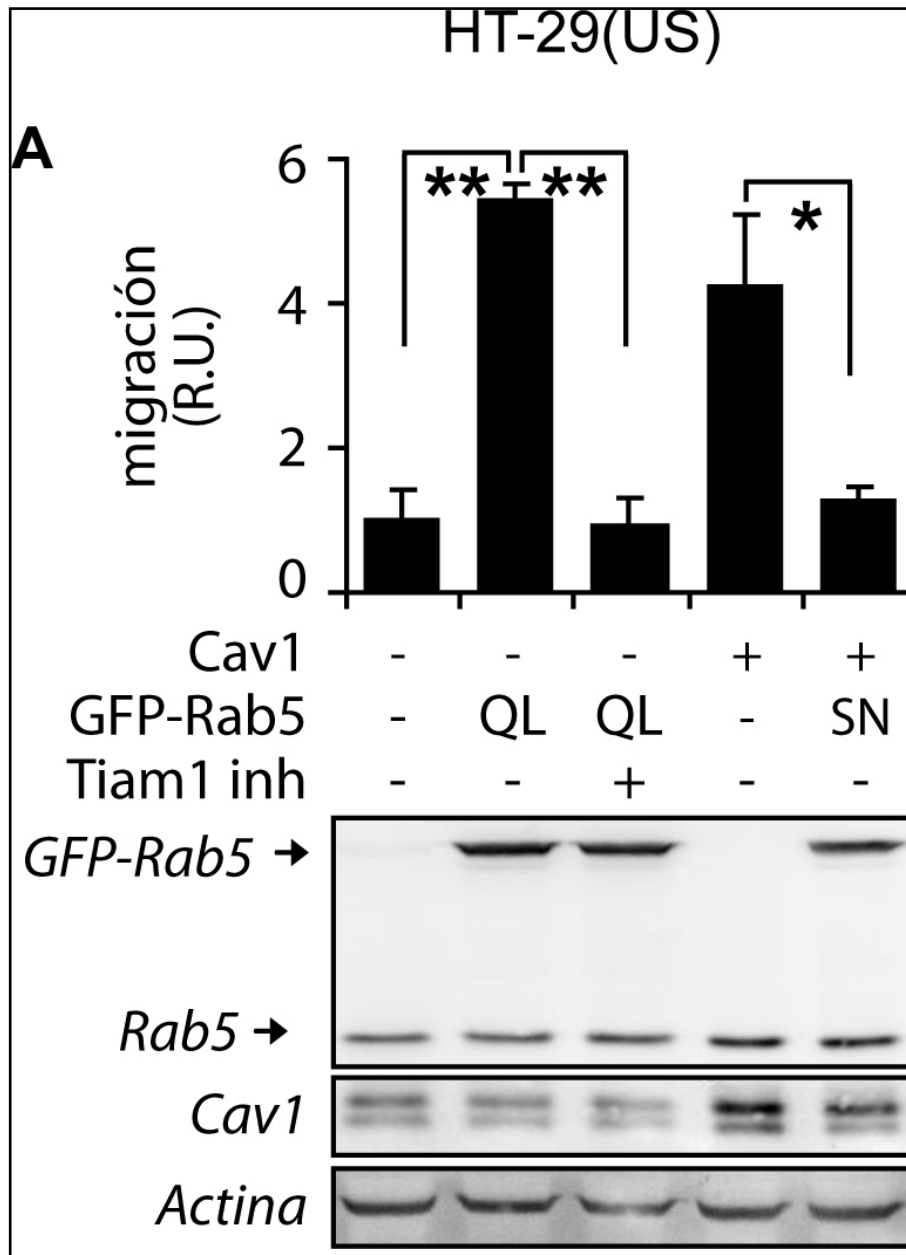 HT-29(US)
A
6
4
2
0
migración
(R.U.)
** ** *
Cav1 - - - + +
GFP-Rab5 - QL QL - SN
Tiam1 inh - - + - -
GFP-Rab5 →
Rab5 →
Cav1
Actina